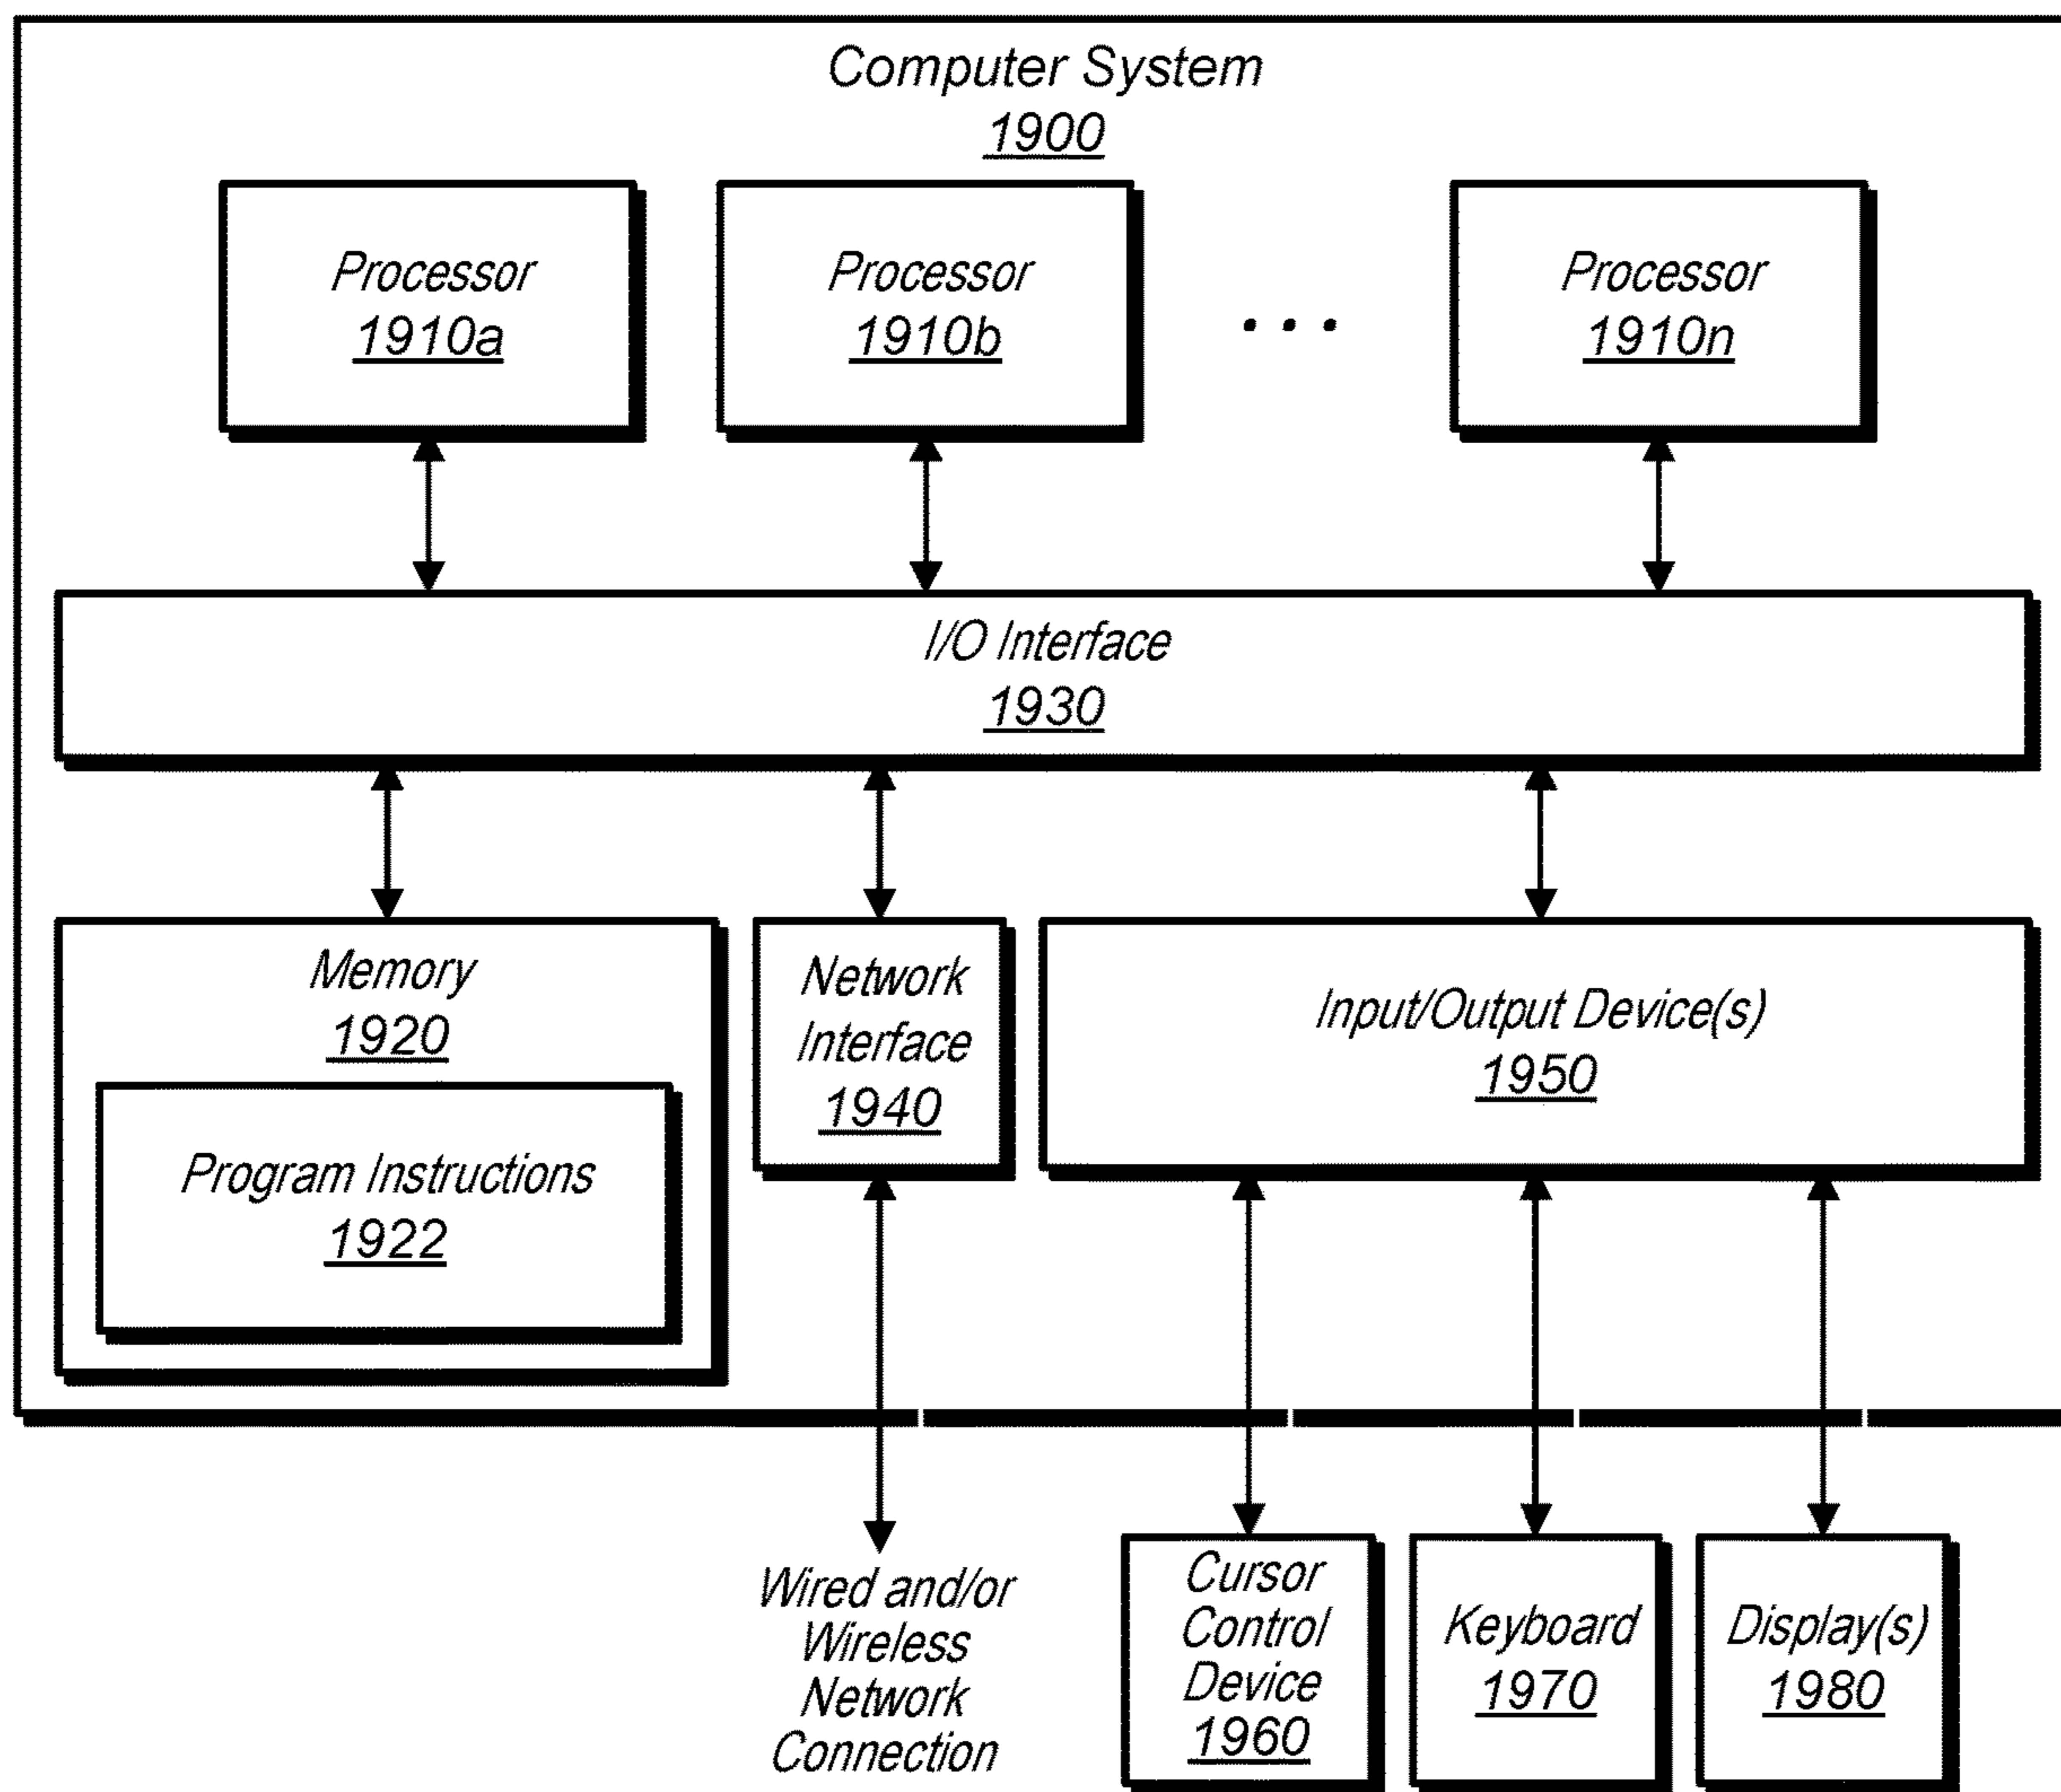 Computer System
1900
Processor
1910a
Processor
1910b
...
Processor
1910n
I/O Interface
1930
Memory
1920
Program Instructions
1922
Network
Interface
1940
Input/Output Device(s)
1950
Wired and/or
Wireless
Network
Connection
Cursor
Control
Device
1960
Keyboard
1970
Display(s)
1980